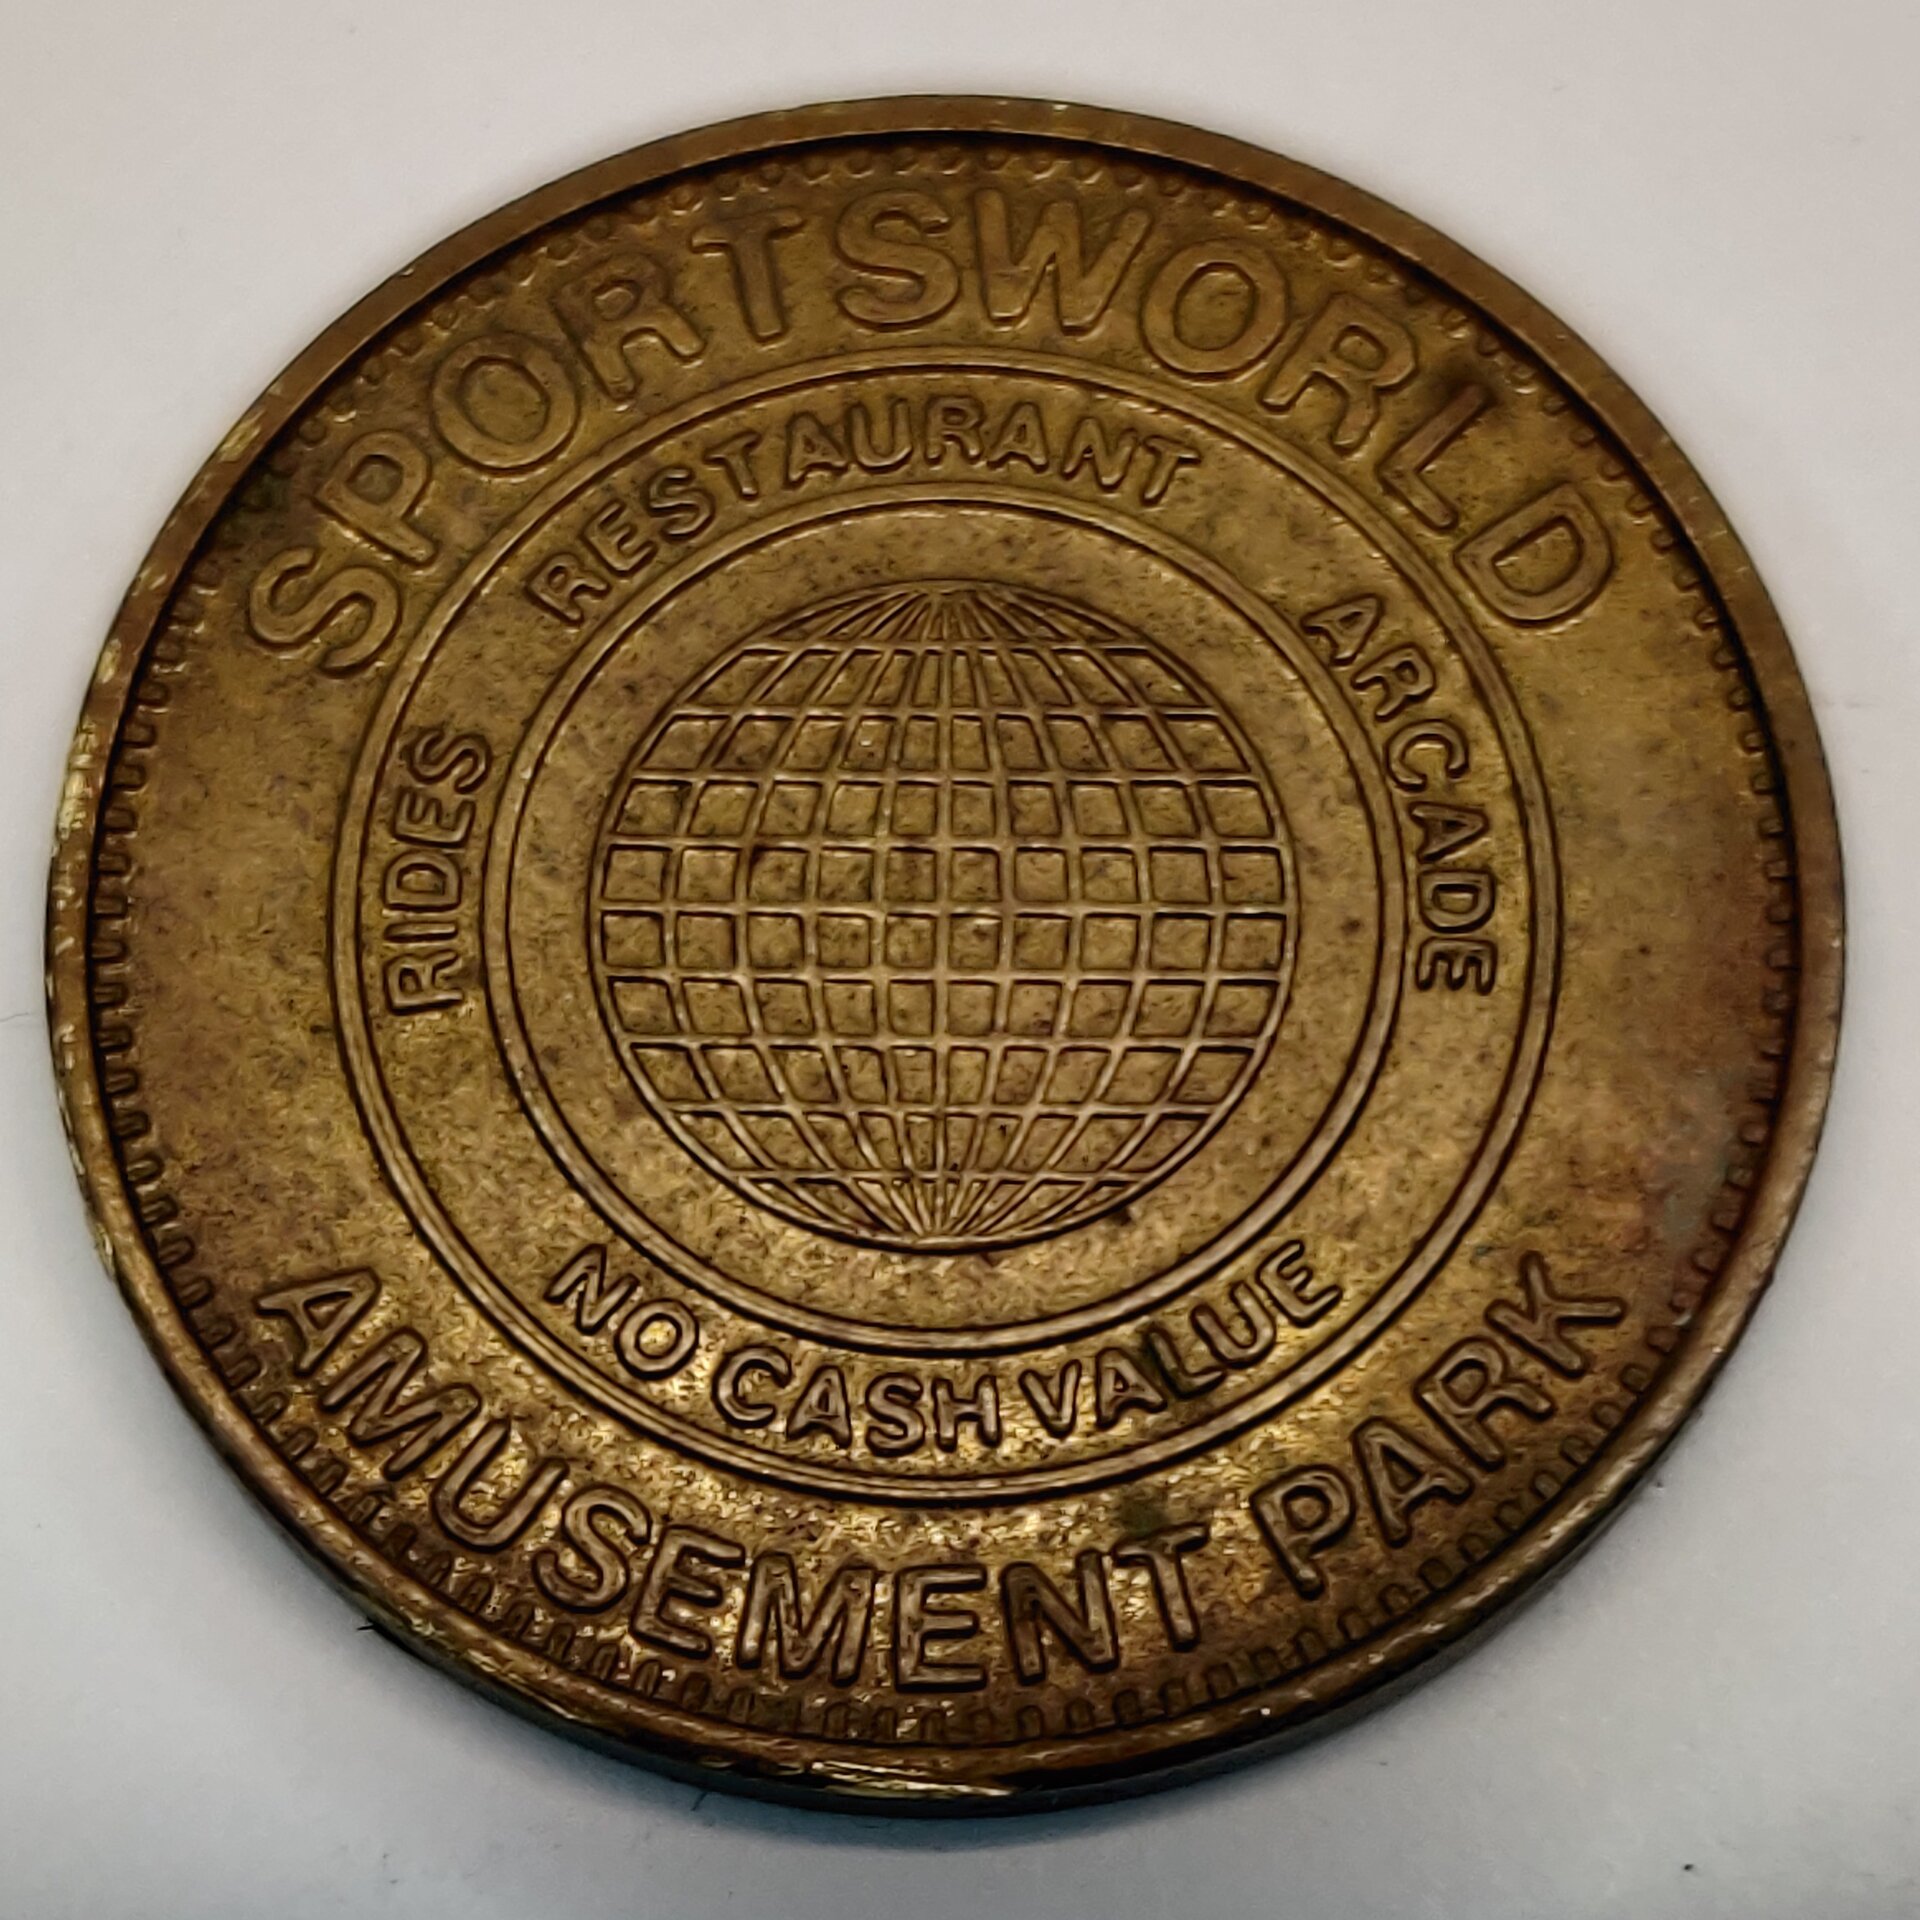 SPORTSWORLD
RIDES RESTAURANT ARCADE
NO CASH VALUE
AMUSEMENT PARK